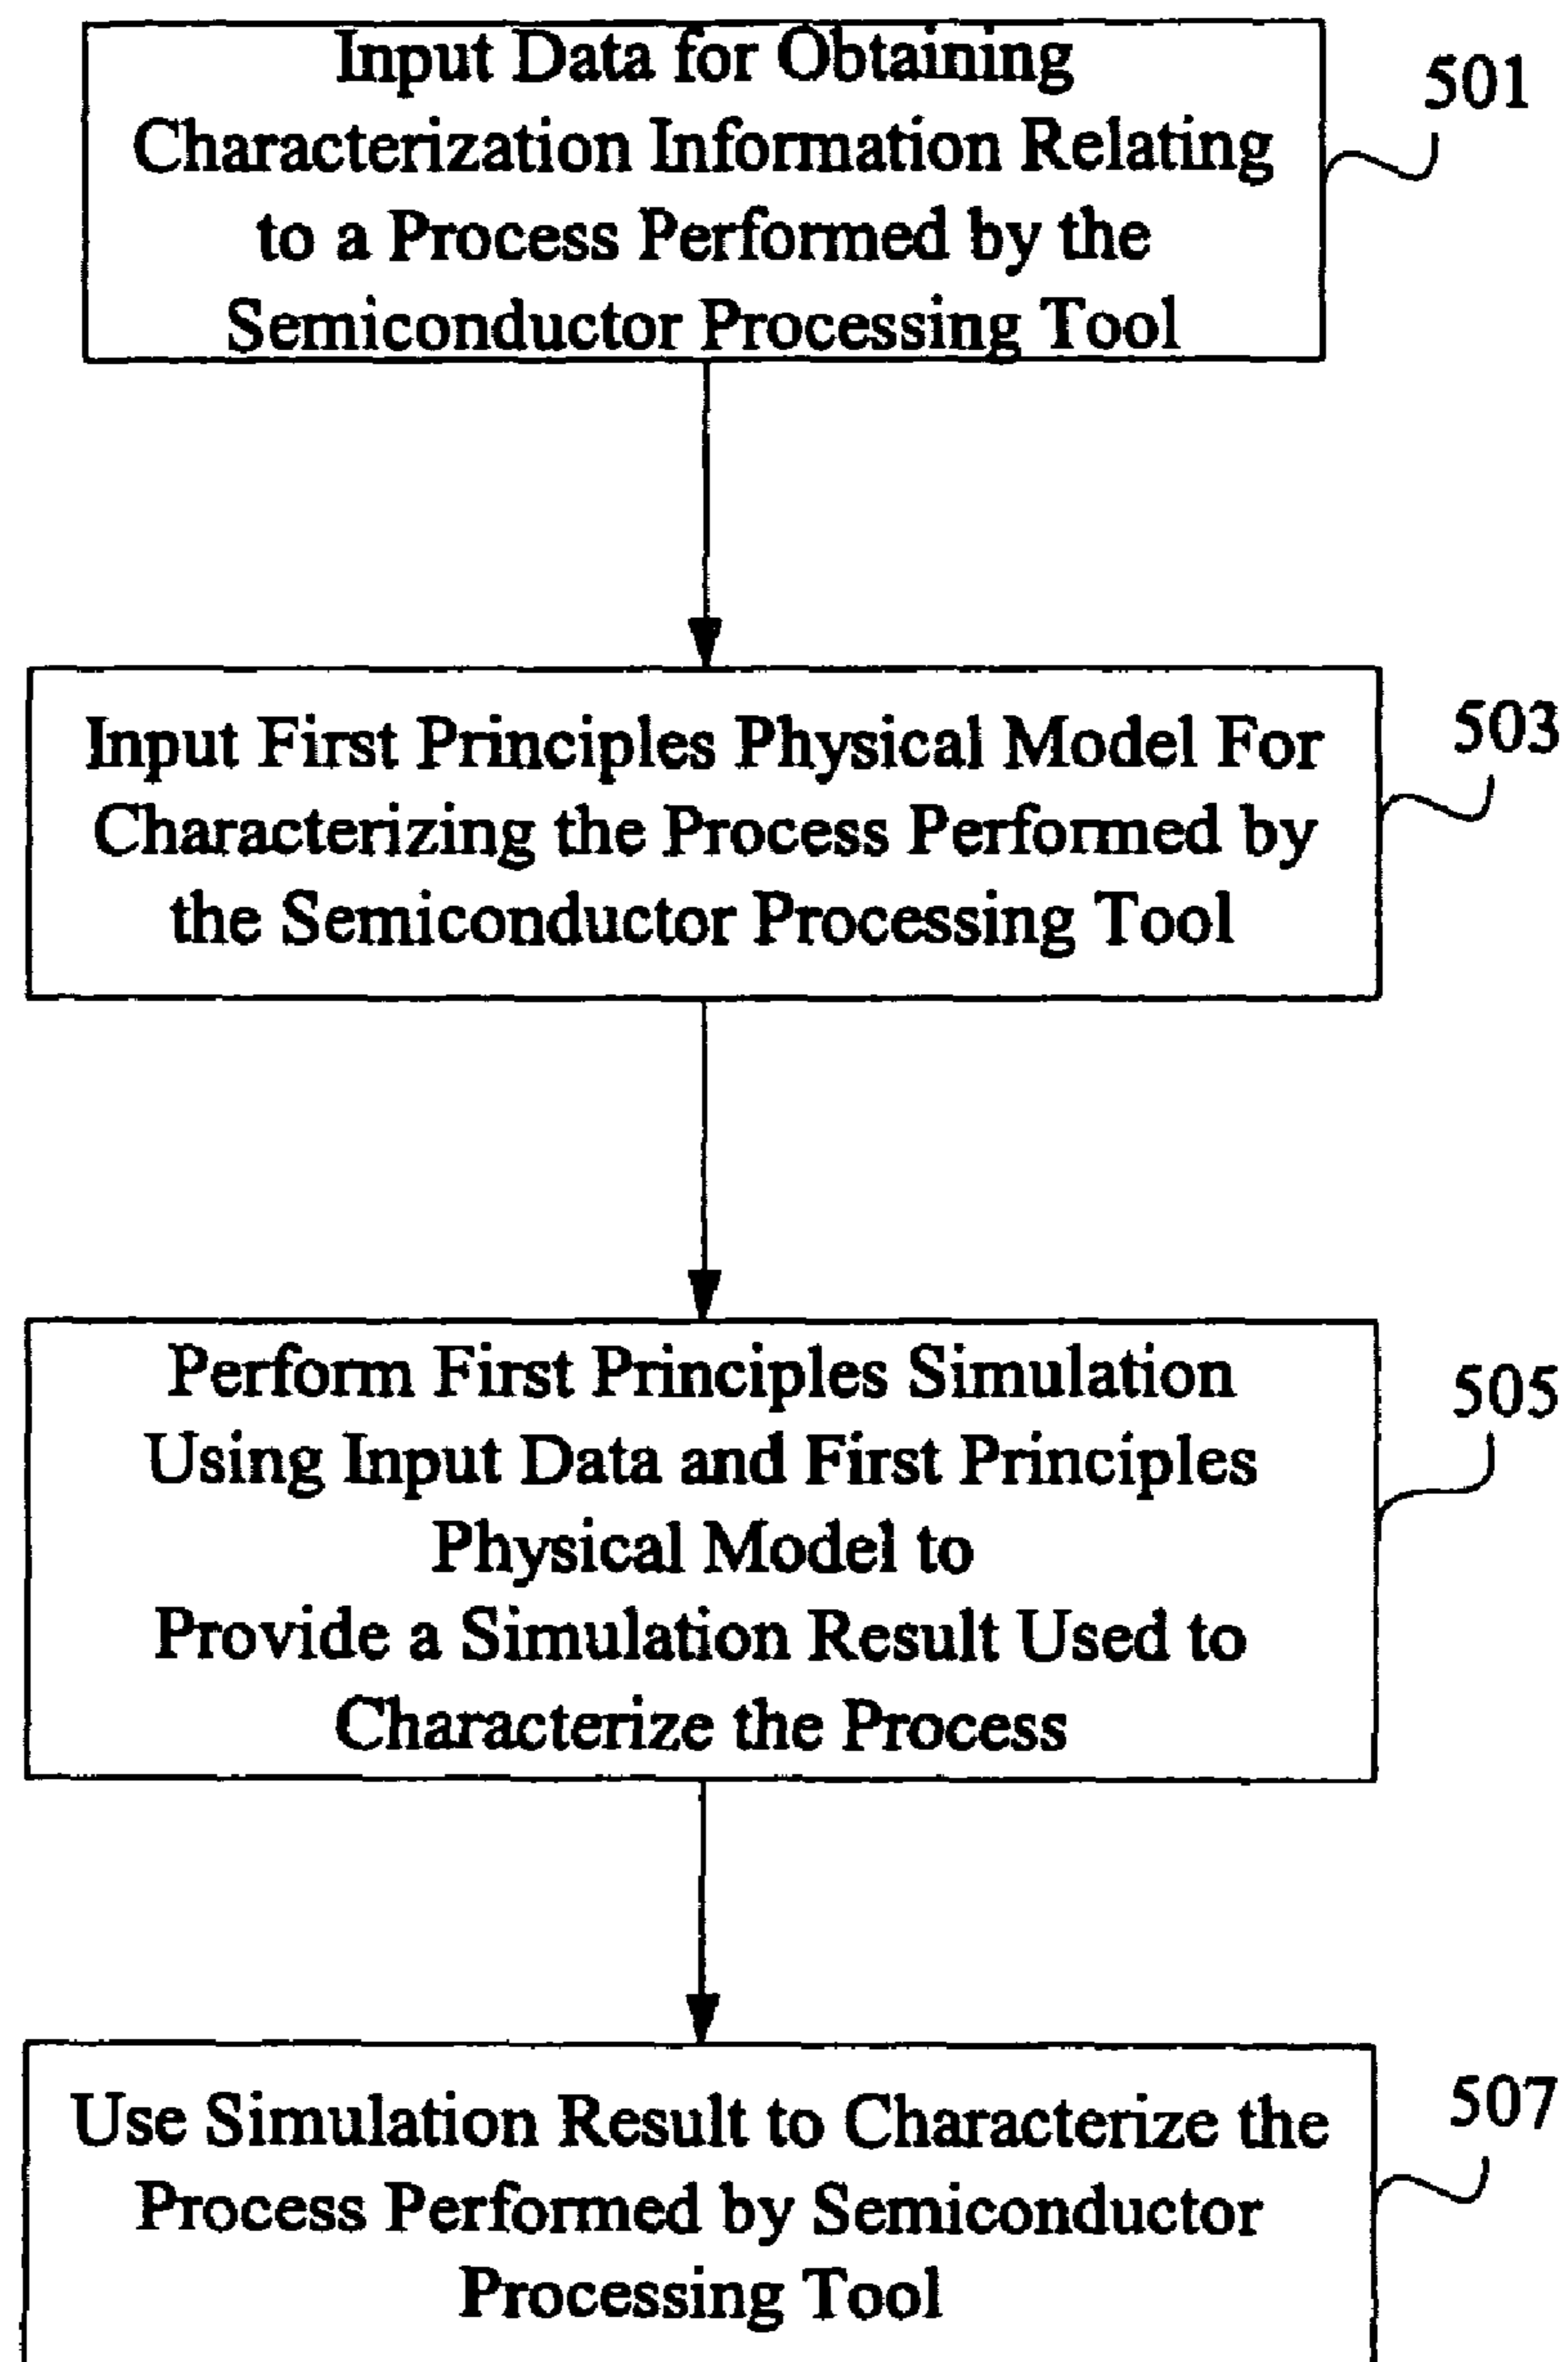 Input Data for Obtaining
Characterization Information Relating
to a Process Performed by the
Semiconductor Processing Tool
501
Input First Principles Physical Model For
Characterizing the Process Performed by
the Semiconductor Processing Tool
503
Perform First Principles Simulation
Using Input Data and First Principles
Physical Model to
Provide a Simulation Result Used to
Characterize the Process
505
Use Simulation Result to Characterize the
Process Performed by Semiconductor
Processing Tool
507